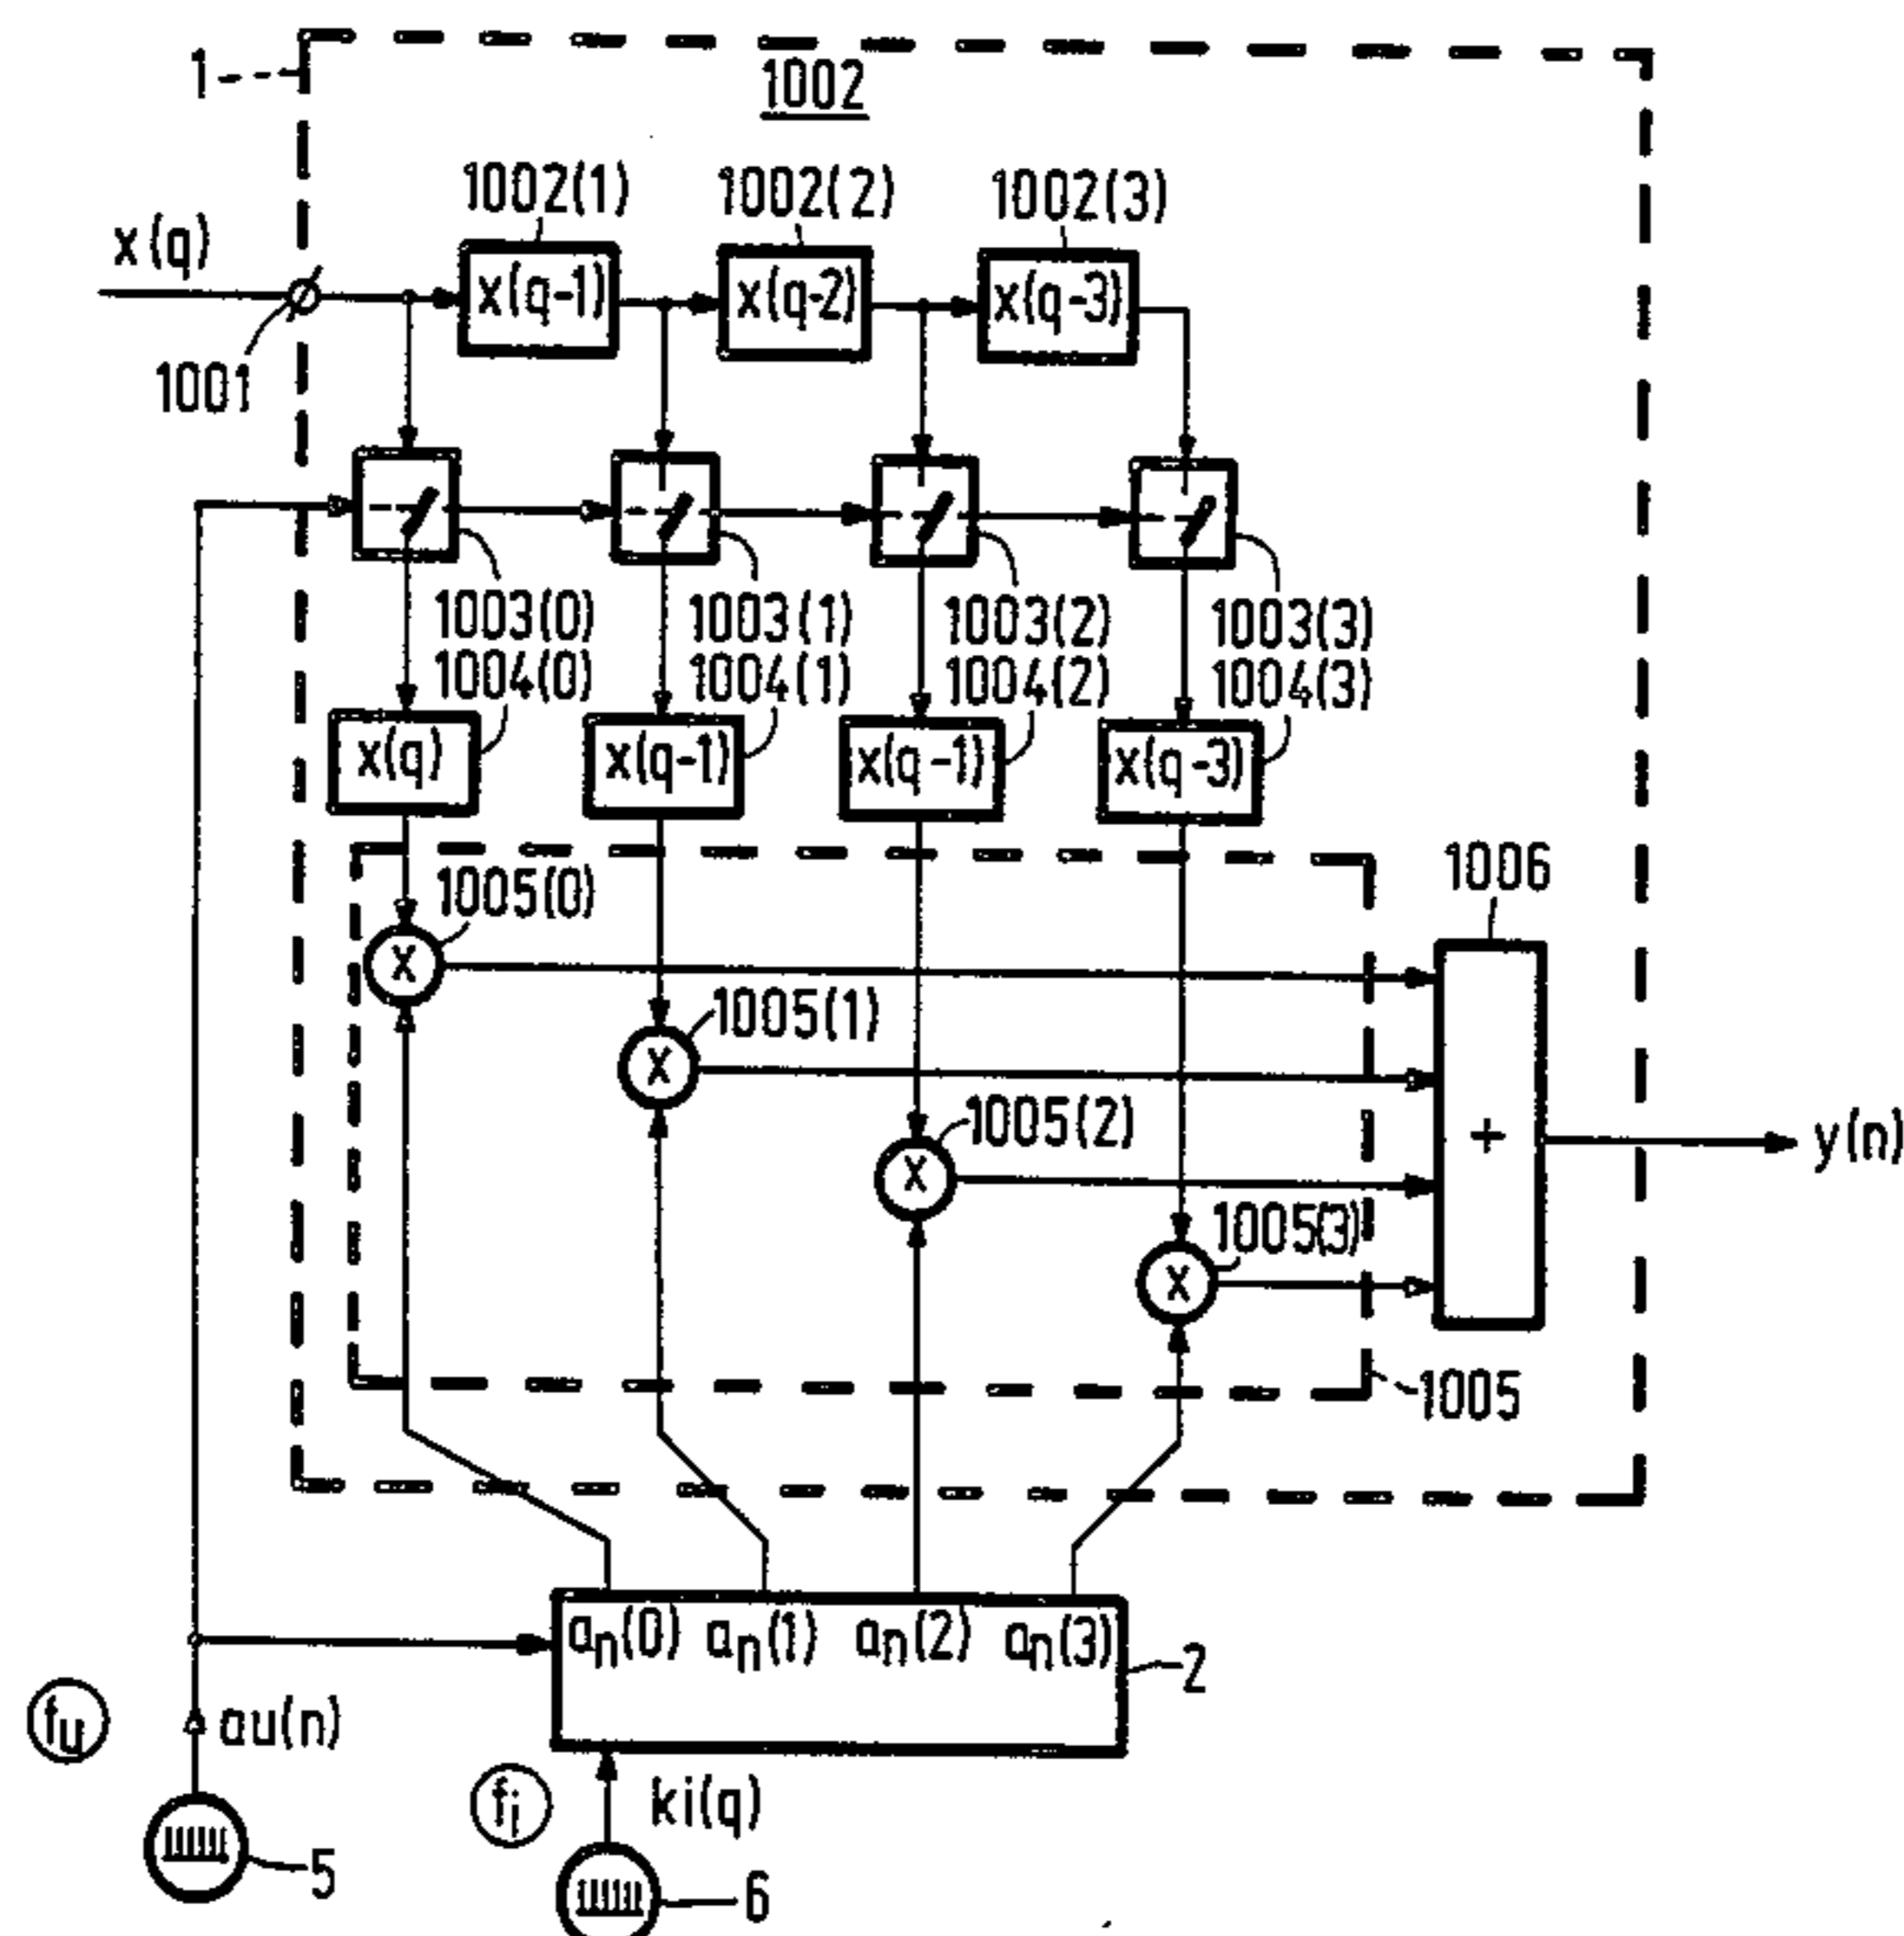 1
1002
1002(1) 1002(2) 1002(3)
x(q)
x(q-1) x(q-2) x(q-3)
1001
1003(0) 1003(1) 1003(2) 1003(3)
1004(0) 1004(1) 1004(2) 1004(3)
x(q) x(q-1) x(q-1) x(q-3)
1006
1005(0)
X
1005(1)
X
1005(2)
X
+
y(n)
1005(3)
X
1005
an(0) an(1) an(2) an(3)
2
fu au(n)
fi ki(q)
5
6